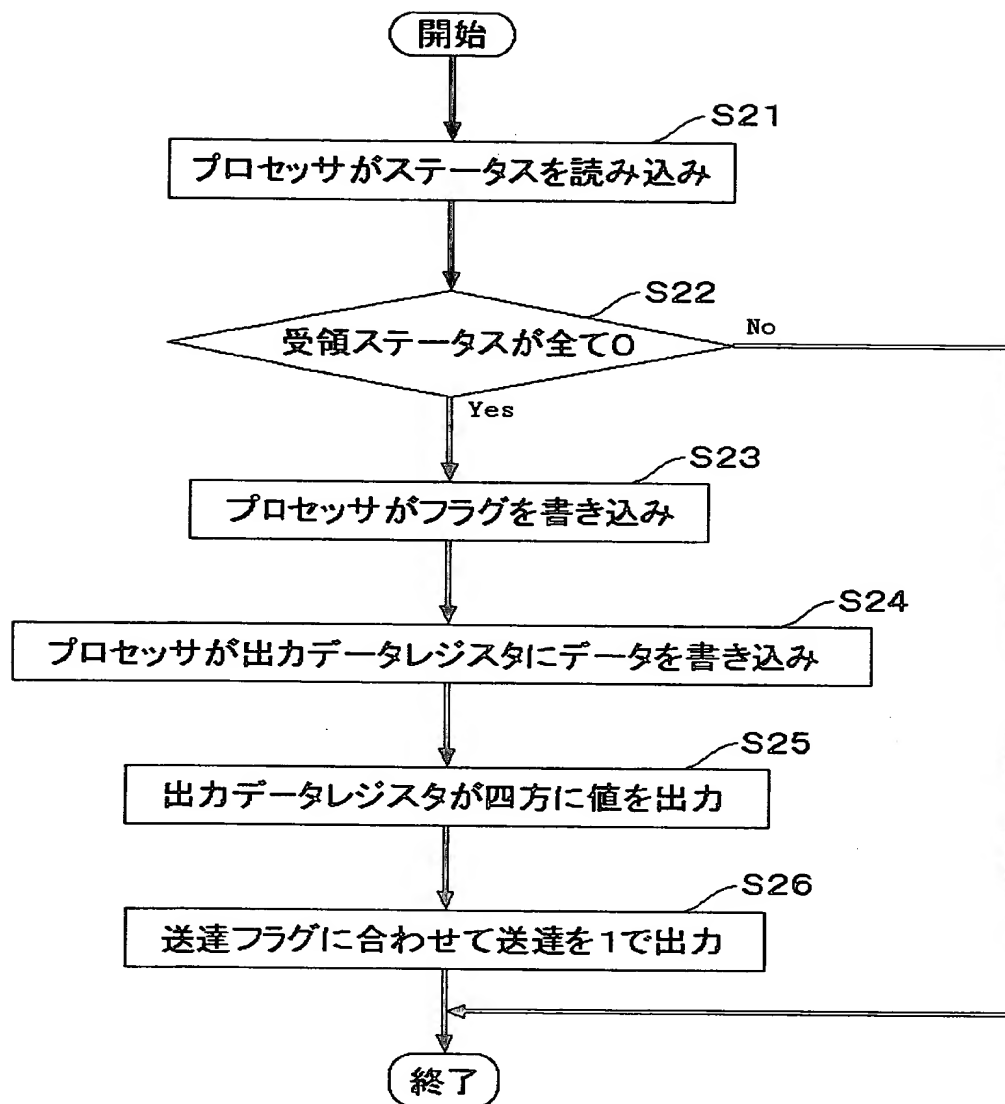 開始
S21
プロセッサがステータスを読み込み
S22
受領ステータスが全て0
No
Yes
S23
プロセッサがフラグを書き込み
S24
プロセッサが出力データレジスタにデータを書き込み
S25
出力データレジスタが四方に値を出力
S26
送達フラグに合わせて送達を1で出力
終了